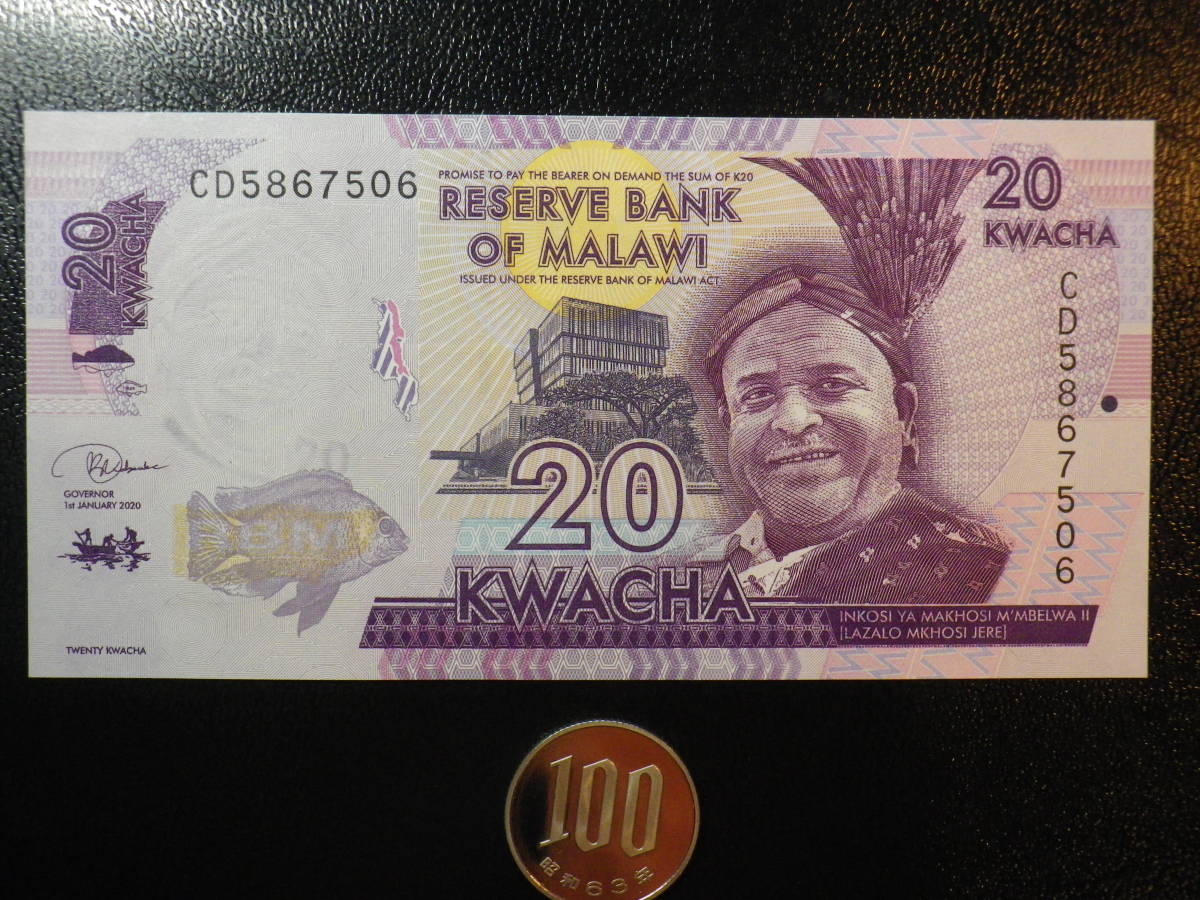 CD5867506
PROMISE TO PAY THE BEARER ON DEMAND THE SUM OF K20
RESERVE BANK
OF MALAWI
ISSUED UNDER THE RESERVE BANK OF MALAWI ACT
20
KWACHA
20
KWACHA
CD5867506
20
GOVERNOR
1st JANUARY 2020
RBM
20
KWACHA
INKOSI YA MAKHOSI M'MBELWA II
[LAZALO MKHOSI JERE]
TWENTY KWACHA
100
昭和63年